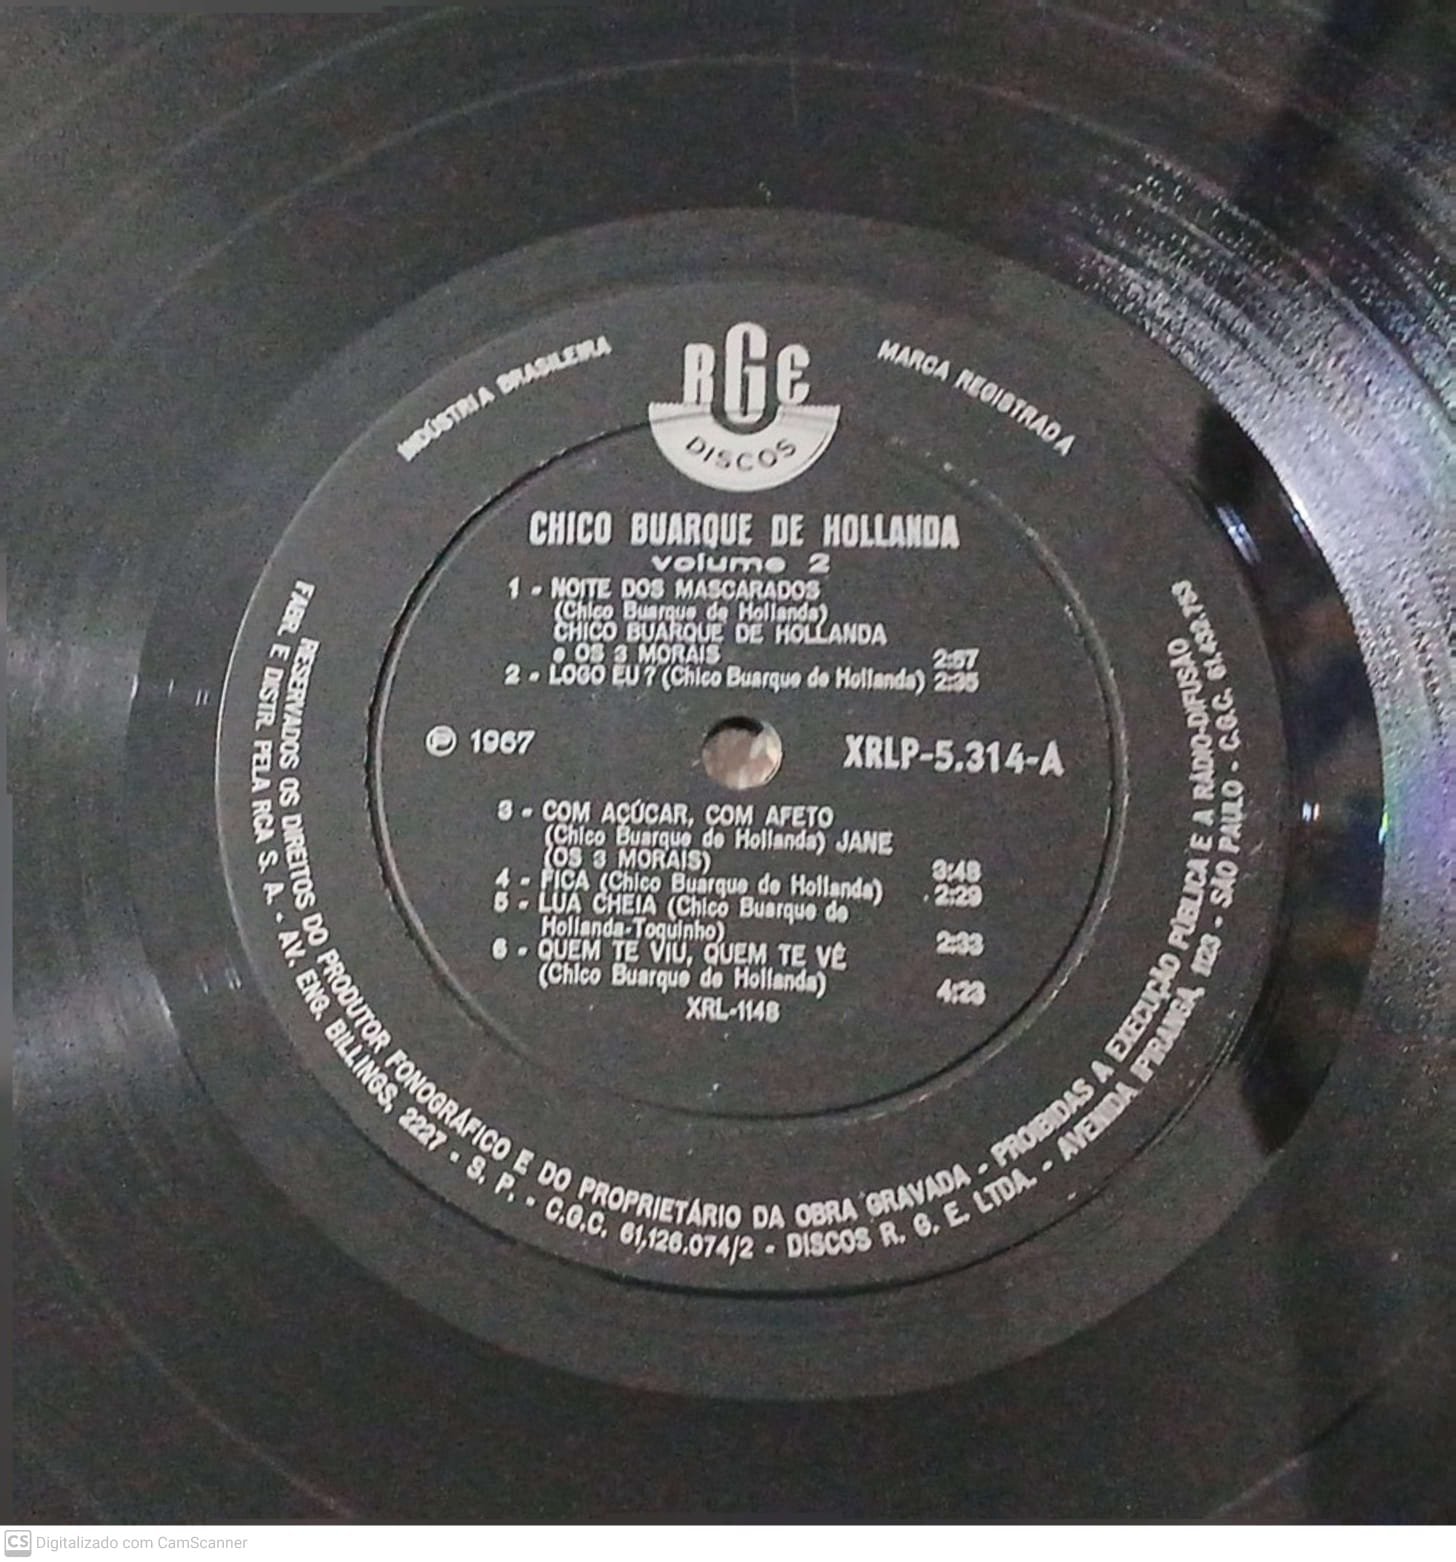 INDÚSTRIA BRASILEIRA
RGE
DISCOS
MARCA REGISTRADA
CHICO BUARQUE DE HOLLANDA
volume 2
1 - NOITE DOS MASCARADOS
(Chico Buarque de Hollanda)
CHICO BUARQUE DE HOLLANDA
e OS 3 MORAIS 2:57
2 - LOGO EU? (Chico Buarque de Hollanda) 2:35
Ⓟ 1967
XRLP-5.314-A
3 - COM AÇÚCAR, COM AFETO
(Chico Buarque de Hollanda) JANE
(OS 3 MORAIS) 3:48
4 - FICA (Chico Buarque de Hollanda) 2:29
5 - LUA CHEIA (Chico Buarque de
Hollanda-Toquinho) 2:33
6 - QUEM TE VIU, QUEM TE VÊ
(Chico Buarque de Hollanda) 4:23
XRL-1148
RESERVADOS OS DIREITOS DO PRODUTOR FONOGRÁFICO E DO PROPRIETÁRIO DA OBRA GRAVADA - PROIBIDAS A EXECUÇÃO PÚBLICA E A RÁDIO-DIFUSÃO
FABR. E DISTR. PELA RCA S. A. - AV. ENG. BILLINGS, 2227 - S. P. - C.G.C. 61,126.074/2 - DISCOS R. G. E. LTDA. - AVENIDA IPIRANGA, 1123 - SÃO PAULO - C.G.C. 61.439.753
CS Digitalizado com CamScanner